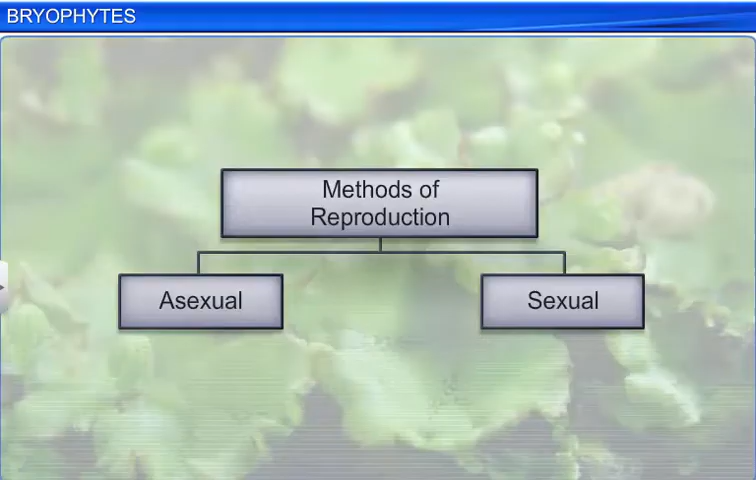 BRYOPHYTES
Methods of
Reproduction
Asexual
Sexual